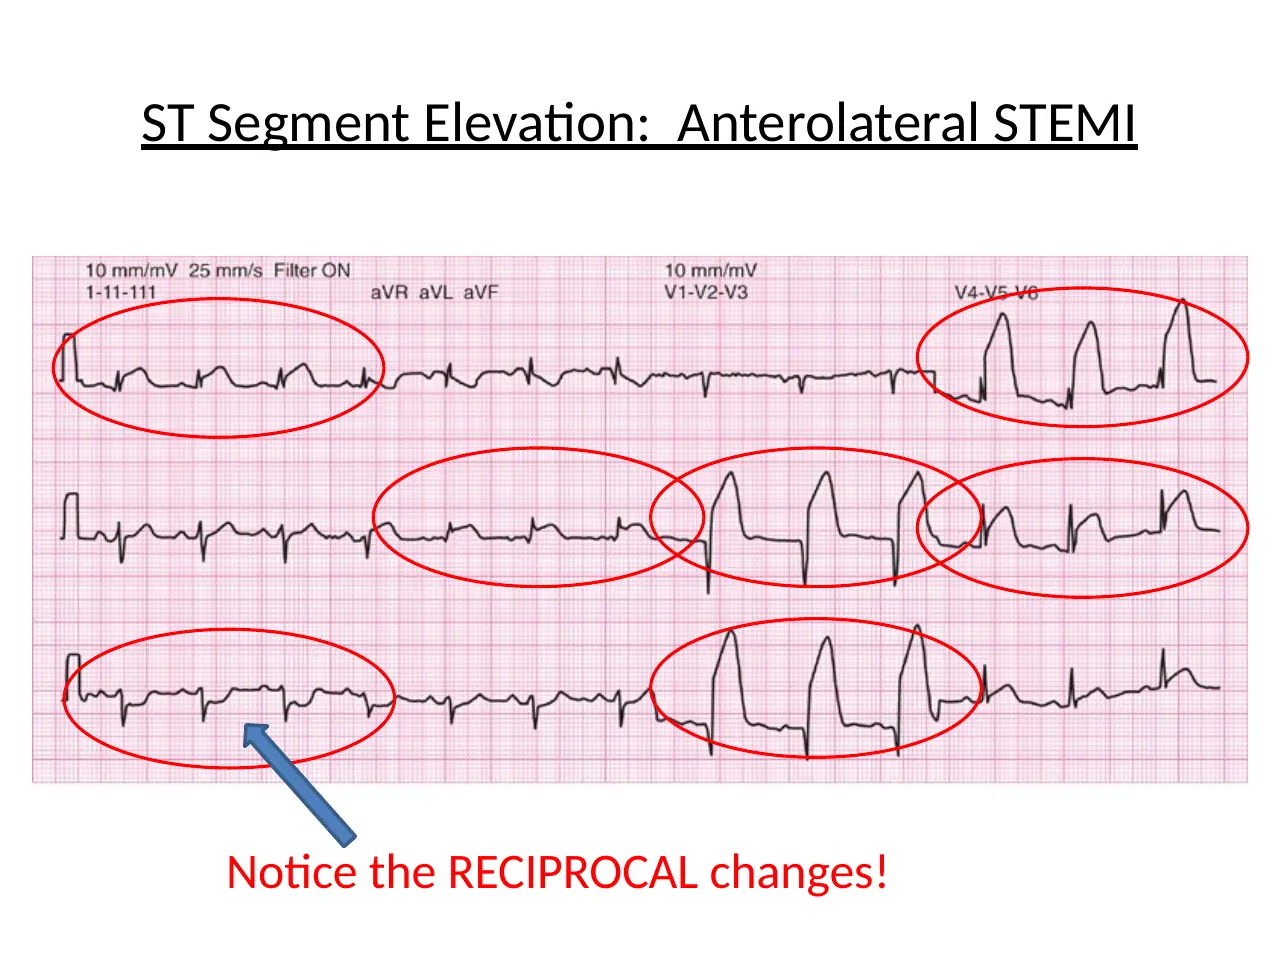 ST Segment Elevation: Anterolateral STEMI
10 mm/mV 25 mm/s Filter ON
10 mm/mV
1-11-111
aVR aVL aVF
V1-V2-V3
V4-V5-V6
Notice the RECIPROCAL changes!